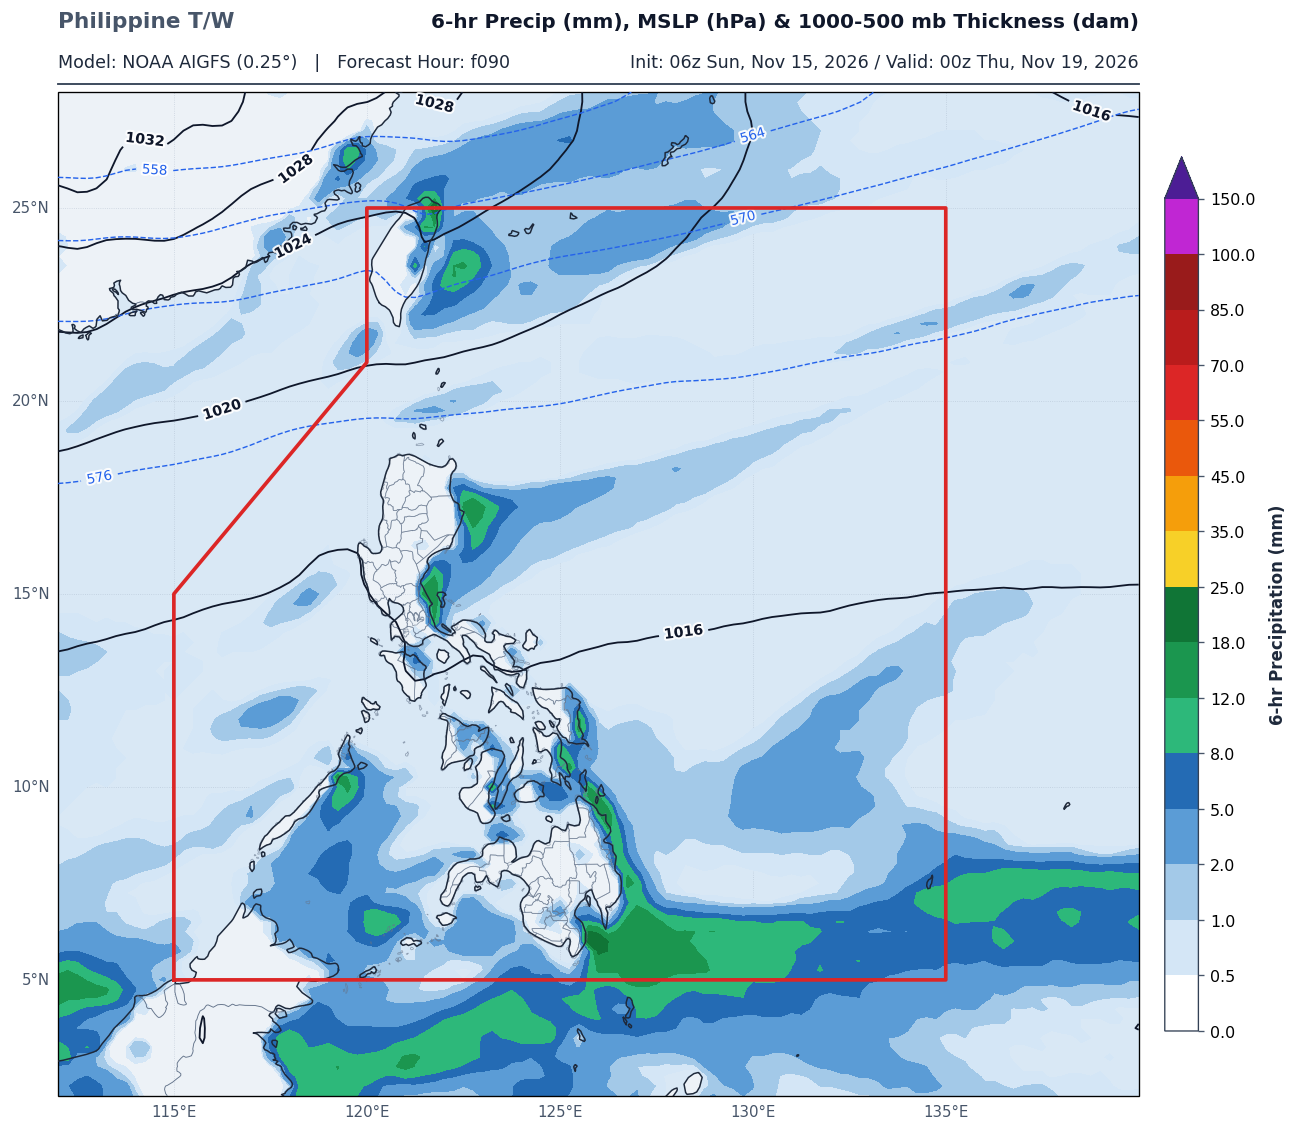 Philippine T/W
6-hr Precip (mm), MSLP (hPa) & 1000-500 mb Thickness (dam)
Model: NOAA AIGFS (0.25°) | Forecast Hour: f090
Init: 06z Sun, Nov 15, 2026 / Valid: 00z Thu, Nov 19, 2026
1028
1016
1032
558
1028
564
570
1024
1020
576
1016
25°N
20°N
15°N
10°N
5°N
115°E
120°E
125°E
130°E
135°E
150.0
100.0
85.0
70.0
55.0
45.0
35.0
25.0
18.0
12.0
8.0
5.0
2.0
1.0
0.5
0.0
6-hr Precipitation (mm)